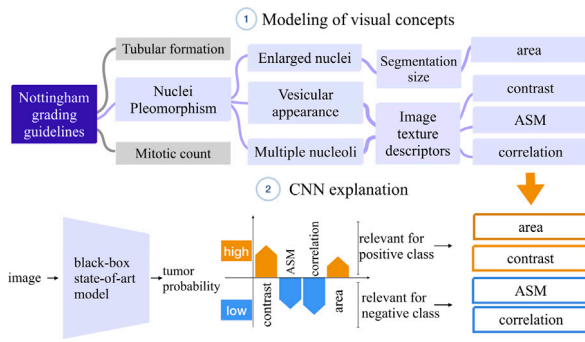 1 Modeling of visual concepts
Tubular formation
Enlarged nuclei
Segmentation
size
area
Nottingham
grading
guidelines
Nuclei
Pleomorphism
Vesicular
appearance
Image
texture
descriptors
contrast
ASM
Mitotic count
Multiple nucleoli
correlation
2 CNN explanation
image
black-box
state-of-art
model
tumor
probability
high
low
contrast
ASM
correlation
area
relevant for
positive class
relevant for
negative class
area
contrast
ASM
correlation